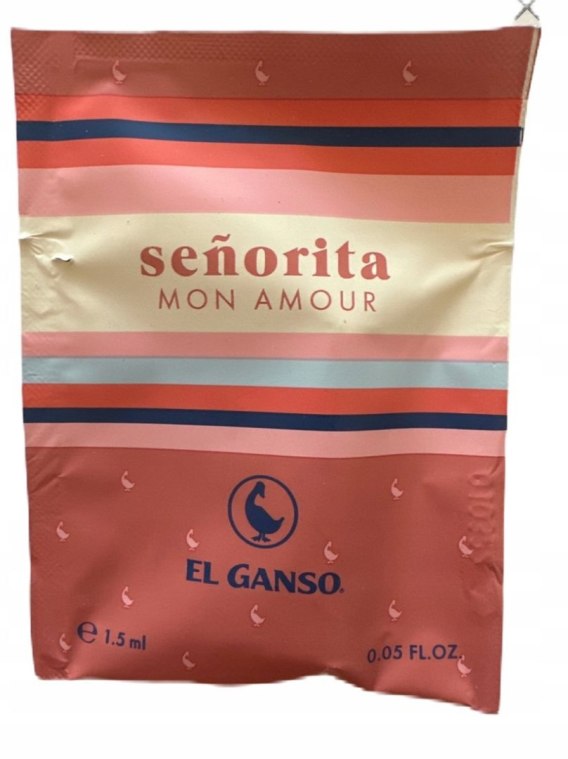 señorita
MON AMOUR
EL GANSO®
℮ 1.5 ml
0.05 FL.OZ.